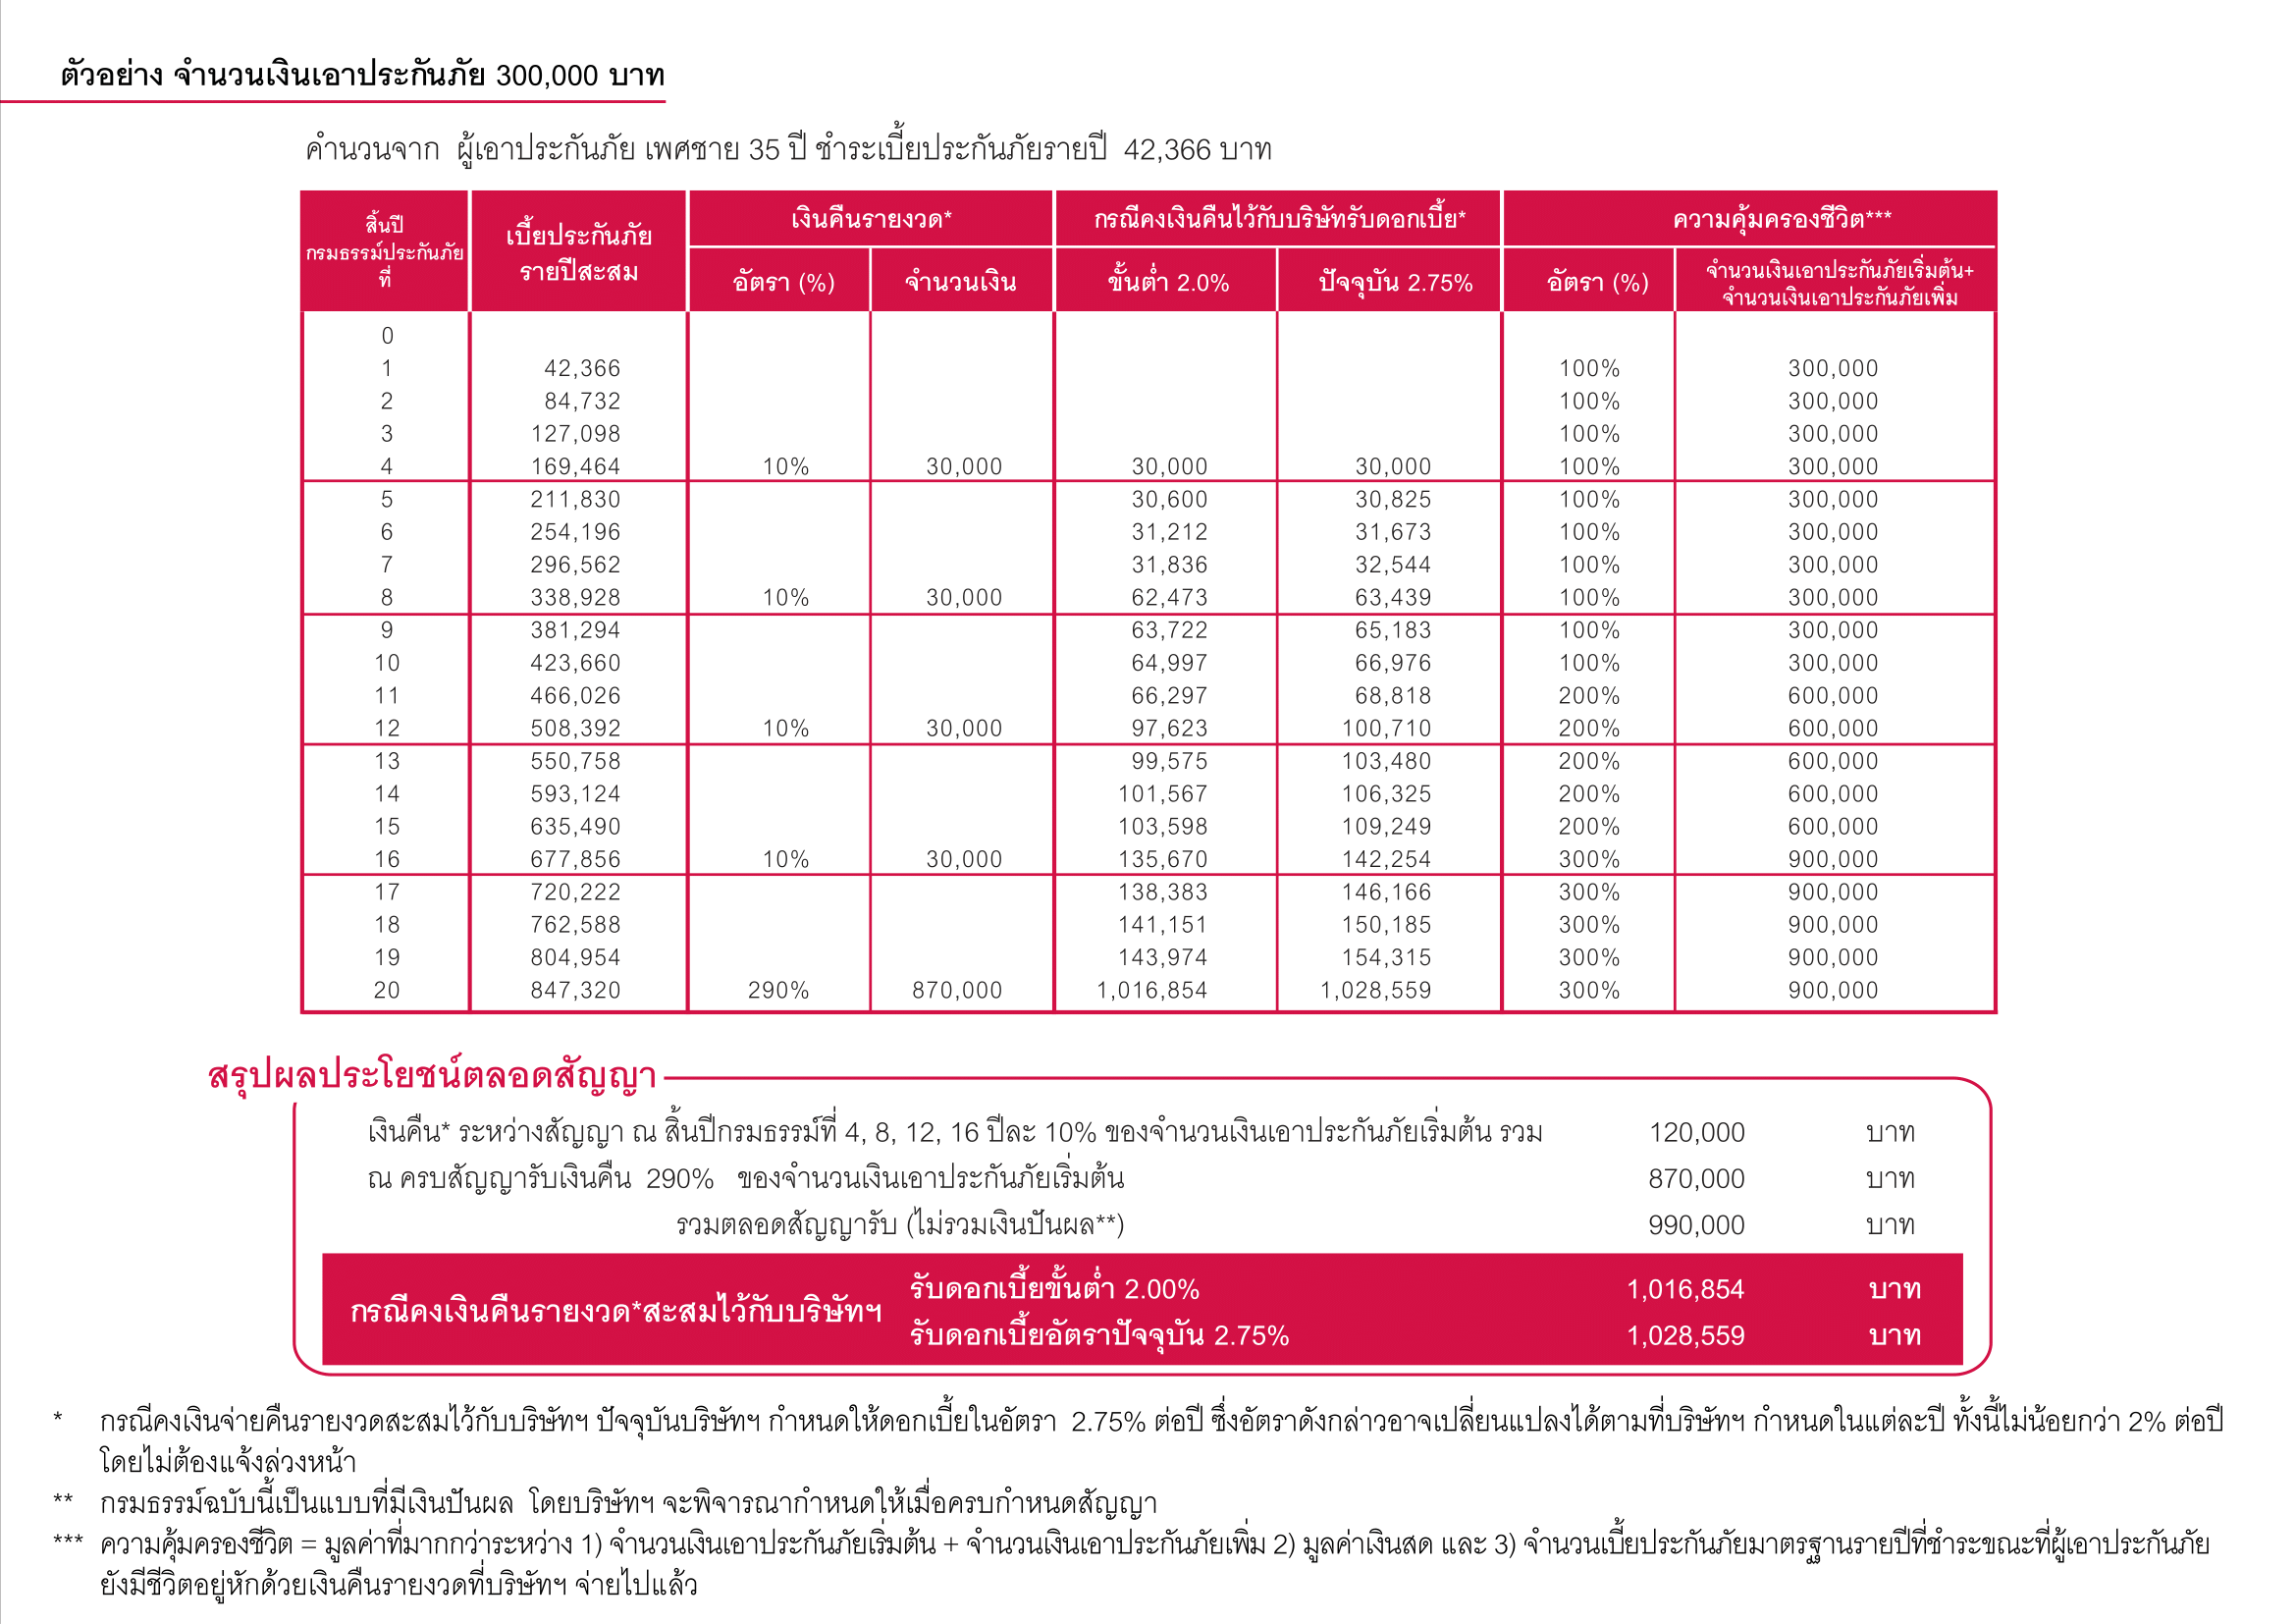 ตัวอย่าง จำนวนเงินเอาประกันภัย 300,000 บาท
คำนวนจาก ผู้เอาประกันภัย เพศชาย 35 ปี ชำระเบี้ยประกันภัยรายปี 42,366 บาท
สิ้นปี
กรมธรรม์ประกันภัย
ที่
เบี้ยประกันภัย
รายปีสะสม
เงินคืนรายงวด*
กรณีคงเงินคืนไว้กับบริษัทรับดอกเบี้ย*
ความคุ้มครองชีวิต***
อัตรา (%)
จำนวนเงิน
ขั้นต่ำ 2.0%
ปัจจุบัน 2.75%
อัตรา (%)
จำนวนเงินเอาประกันภัยเริ่มต้น+
จำนวนเงินเอาประกันภัยเพิ่ม
0
1 42,366 100% 300,000
2 84,732 100% 300,000
3 127,098 100% 300,000
4 169,464 10% 30,000 30,000 30,000 100% 300,000
5 211,830 30,600 30,825 100% 300,000
6 254,196 31,212 31,673 100% 300,000
7 296,562 31,836 32,544 100% 300,000
8 338,928 10% 30,000 62,473 63,439 100% 300,000
9 381,294 63,722 65,183 100% 300,000
10 423,660 64,997 66,976 100% 300,000
11 466,026 66,297 68,818 200% 600,000
12 508,392 10% 30,000 97,623 100,710 200% 600,000
13 550,758 99,575 103,480 200% 600,000
14 593,124 101,567 106,325 200% 600,000
15 635,490 103,598 109,249 200% 600,000
16 677,856 10% 30,000 135,670 142,254 300% 900,000
17 720,222 138,383 146,166 300% 900,000
18 762,588 141,151 150,185 300% 900,000
19 804,954 143,974 154,315 300% 900,000
20 847,320 290% 870,000 1,016,854 1,028,559 300% 900,000
สรุปผลประโยชน์ตลอดสัญญา
เงินคืน* ระหว่างสัญญา ณ สิ้นปีกรมธรรม์ที่ 4, 8, 12, 16 ปีละ 10% ของจำนวนเงินเอาประกันภัยเริ่มต้น รวม 120,000 บาท
ณ ครบสัญญารับเงินคืน 290% ของจำนวนเงินเอาประกันภัยเริ่มต้น 870,000 บาท
รวมตลอดสัญญารับ (ไม่รวมเงินปันผล**) 990,000 บาท
กรณีคงเงินคืนรายงวด*สะสมไว้กับบริษัทฯ
รับดอกเบี้ยขั้นต่ำ 2.00% 1,016,854 บาท
รับดอกเบี้ยอัตราปัจจุบัน 2.75% 1,028,559 บาท
* กรณีคงเงินจ่ายคืนรายงวดสะสมไว้กับบริษัทฯ ปัจจุบันบริษัทฯ กำหนดให้ดอกเบี้ยในอัตรา 2.75% ต่อปี ซึ่งอัตราดังกล่าวอาจเปลี่ยนแปลงได้ตามที่บริษัทฯ กำหนดในแต่ละปี ทั้งนี้ไม่น้อยกว่า 2% ต่อปี
โดยไม่ต้องแจ้งล่วงหน้า
** กรมธรรม์ฉบับนี้เป็นแบบที่มีเงินปันผล โดยบริษัทฯ จะพิจารณากำหนดให้เมื่อครบกำหนดสัญญา
*** ความคุ้มครองชีวิต = มูลค่าที่มากกว่าระหว่าง 1) จำนวนเงินเอาประกันภัยเริ่มต้น + จำนวนเงินเอาประกันภัยเพิ่ม 2) มูลค่าเงินสด และ 3) จำนวนเบี้ยประกันภัยมาตรฐานรายปีที่ชำระขณะที่ผู้เอาประกันภัย
ยังมีชีวิตอยู่หักด้วยเงินคืนรายงวดที่บริษัทฯ จ่ายไปแล้ว